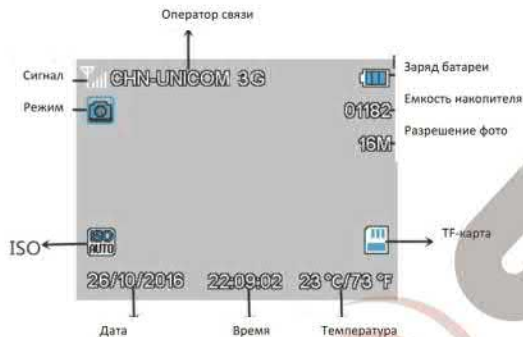 Оператор связи
Сигнал
CHN-UNICOM 3G
Заряд батареи
Режим
01182
Емкость накопителя
16M
Разрешение фото
ISO
ISO AUTO
TF-карта
26/10/2016 22:09:02 23 °C/73 °F
Дата Время Температура